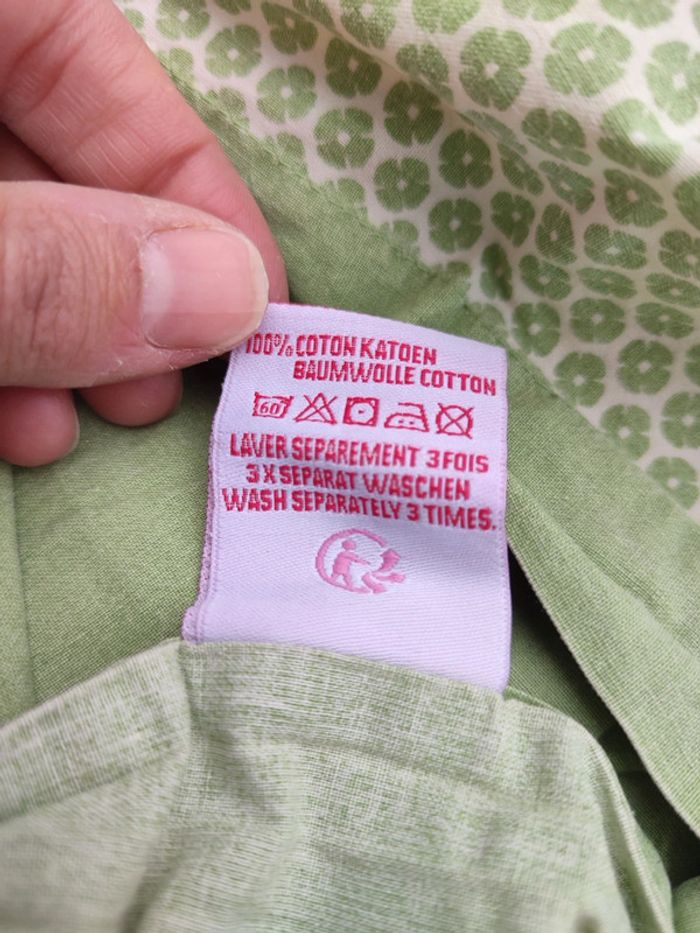 100% COTON KATOEN
BAUMWOLLE COTTON
60
LAVER SEPAREMENT 3 FOIS
3 X SEPARAT WASCHEN
WASH SEPARATELY 3 TIMES.